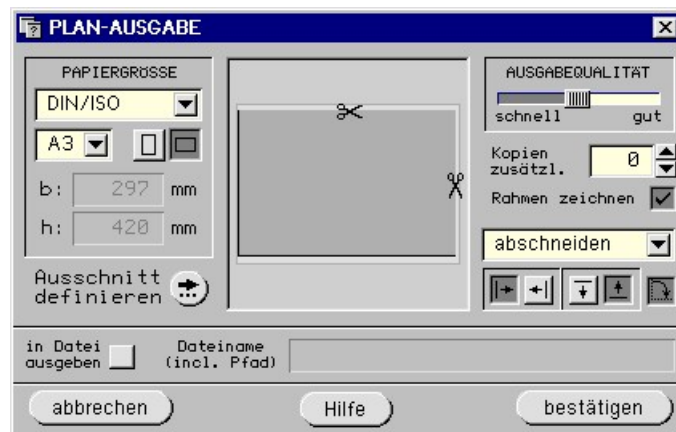 PLAN-AUSGABE
PAPIERGRÖSSE
DIN/ISO
A3
b: 297 mm
h: 420 mm
Ausschnitt
definieren
AUSGABEQUALITÄT
schnell gut
Kopien
zusätzl. 0
Rahmen zeichnen
abschneiden
in Datei
ausgeben
Dateiname
(incl. Pfad)
abbrechen
Hilfe
bestätigen